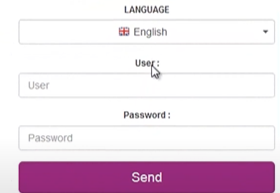 LANGUAGE
English
User :
User
Password :
Password
Send